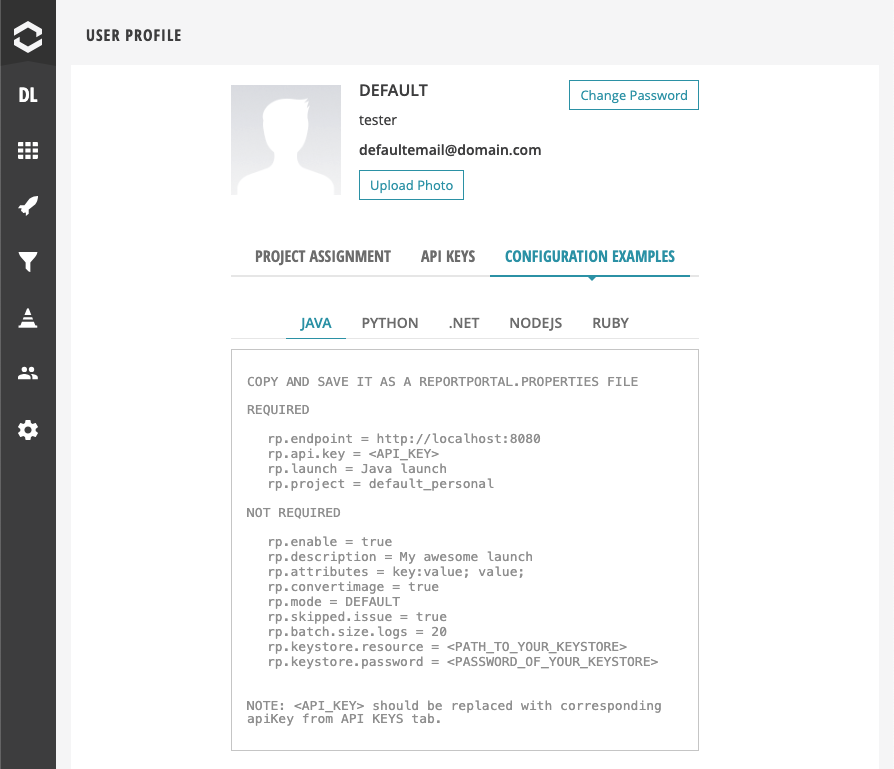 USER PROFILE
DL
DEFAULT
Change Password
tester
defaultemail@domain.com
Upload Photo
PROJECT ASSIGNMENT API KEYS CONFIGURATION EXAMPLES
JAVA PYTHON .NET NODEJS RUBY
COPY AND SAVE IT AS A REPORTPORTAL.PROPERTIES FILE
REQUIRED
rp.endpoint = http://localhost:8080
rp.api.key = <API_KEY>
rp.launch = Java launch
rp.project = default_personal
NOT REQUIRED
rp.enable = true
rp.description = My awesome launch
rp.attributes = key:value; value;
rp.convertimage = true
rp.mode = DEFAULT
rp.skipped.issue = true
rp.batch.size.logs = 20
rp.keystore.resource = <PATH_TO_YOUR_KEYSTORE>
rp.keystore.password = <PASSWORD_OF_YOUR_KEYSTORE>
NOTE: <API_KEY> should be replaced with corresponding
apiKey from API KEYS tab.